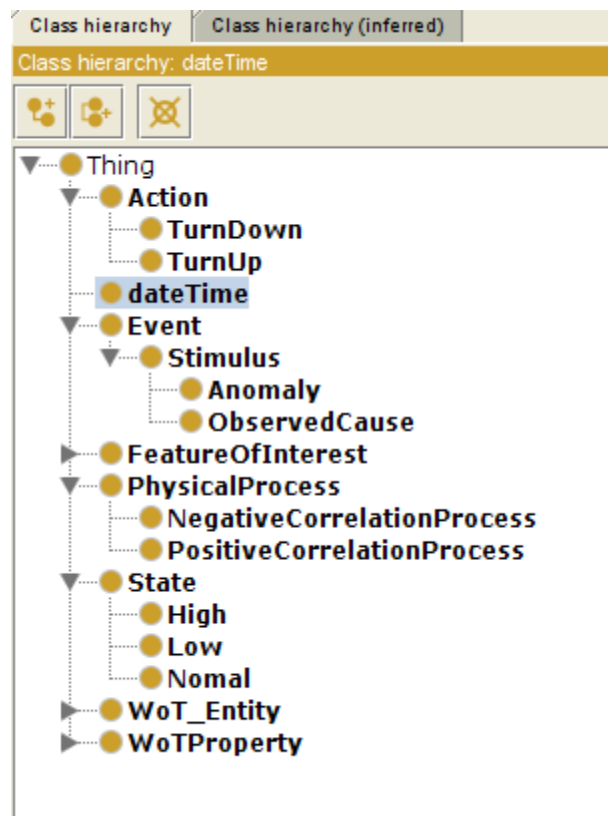 Class hierarchy Class hierarchy (inferred)
Class hierarchy: dateTime
Thing
Action
TurnDown
TurnUp
dateTime
Event
Stimulus
Anomaly
ObservedCause
FeatureOfInterest
PhysicalProcess
NegativeCorrelationProcess
PositiveCorrelationProcess
State
High
Low
Nomal
WoT_Entity
WoTProperty